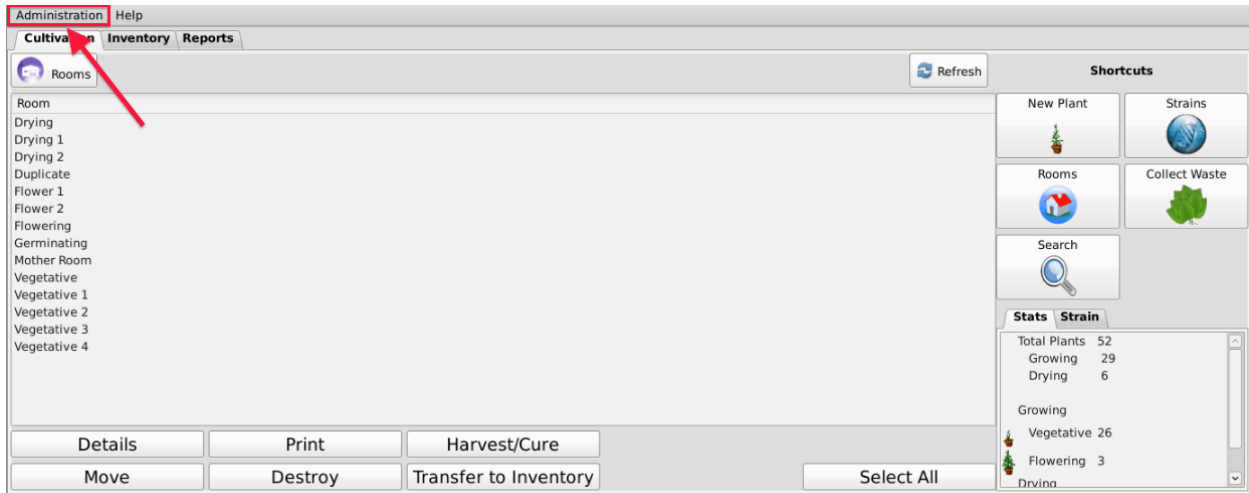 Administration Help
Cultivation Inventory Reports
Rooms
Refresh
Shortcuts
Room
Drying
Drying 1
Drying 2
Duplicate
Flower 1
Flower 2
Flowering
Germinating
Mother Room
Vegetative
Vegetative 1
Vegetative 2
Vegetative 3
Vegetative 4
New Plant
Strains
Rooms
Collect Waste
Search
Stats Strain
Total Plants 52
Growing 29
Drying 6
Growing
Vegetative 26
Flowering 3
Drying
Details Print Harvest/Cure
Move Destroy Transfer to Inventory Select All